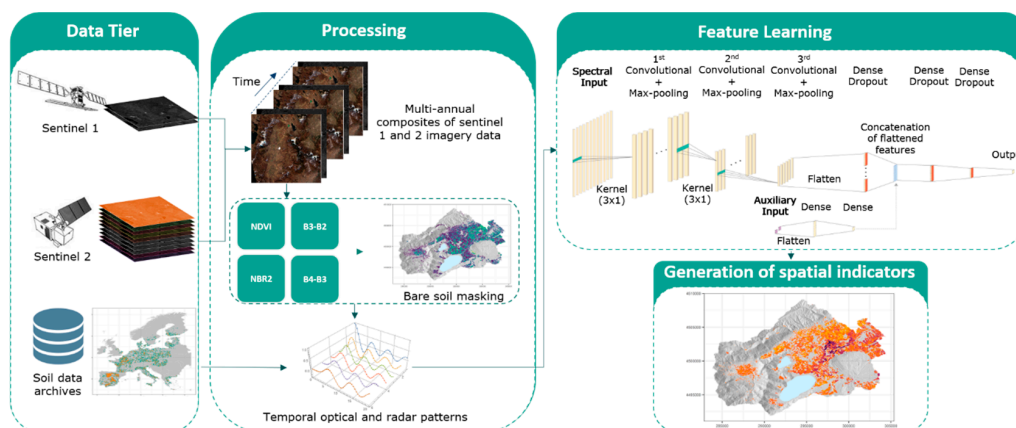 Data Tier
Sentinel 1
Sentinel 2
Soil data
archives
Processing
Time
Multi-annual
composites of sentinel
1 and 2 imagery data
NDVI
B3-B2
NBR2
B4-B3
Bare soil masking
Temporal optical and radar patterns
Feature Learning
Spectral
Input
1st
Convolutional
+
Max-pooling
2nd
Convolutional
+
Max-pooling
3rd
Convolutional
+
Max-pooling
Dense
Dropout
Dense
Dropout
Dense
Dropout
Concatenation
of flattened
features
Outp
Kernel
(3x1)
Kernel
(3x1)
Flatten
Auxiliary
Input
Dense
Dense
Flatten
Generation of spatial indicators